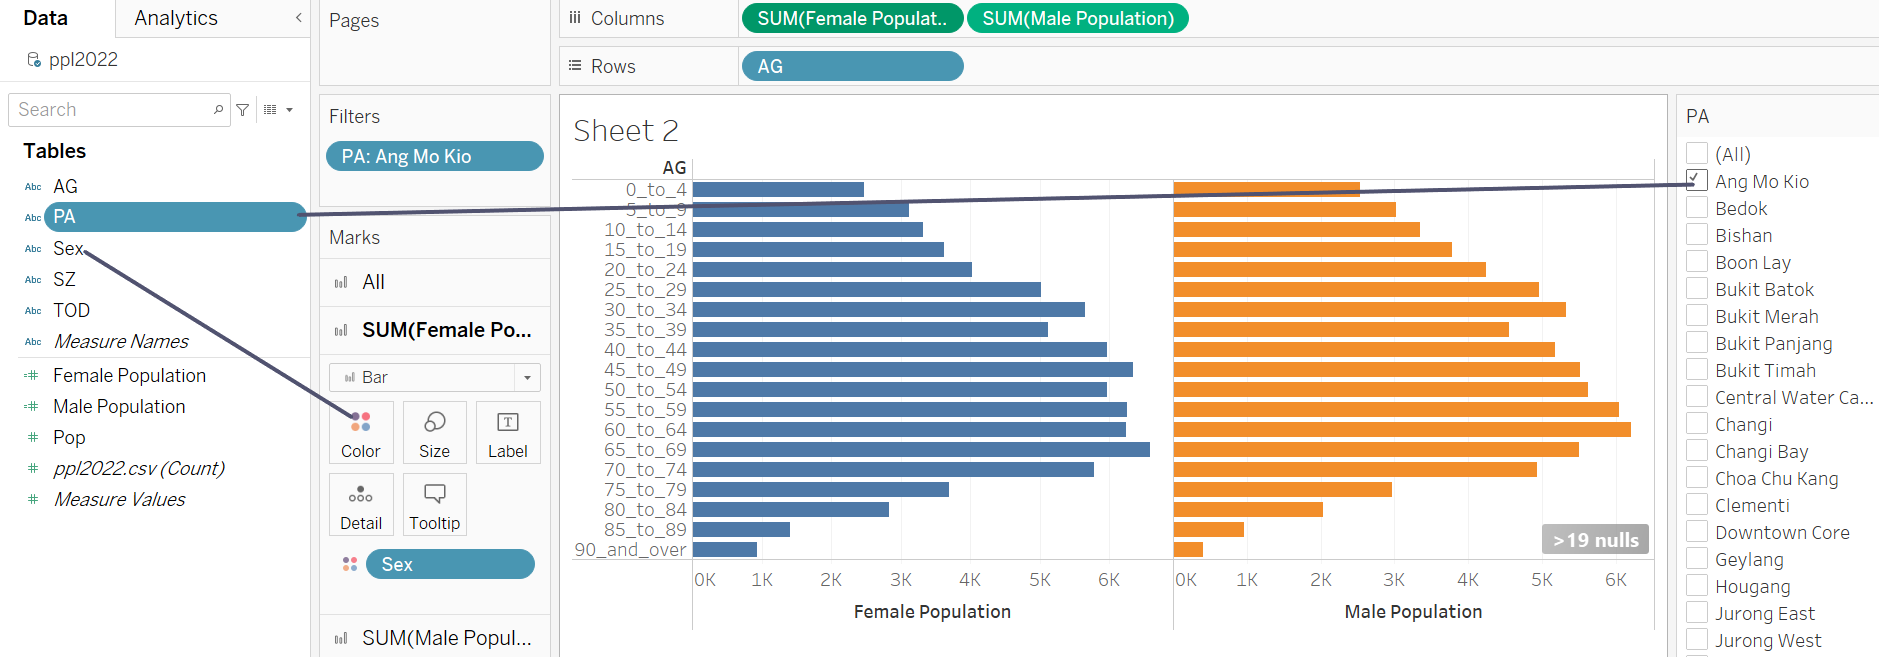 Data
Analytics
ppl2022
Search
Tables
Abc AG
Abc PA
Abc Sex
Abc SZ
Abc TOD
Abc Measure Names
Female Population
Male Population
Pop
ppl2022.csv (Count)
Measure Values
Pages
Filters
PA: Ang Mo Kio
Marks
All
SUM(Female Po...
Bar
Color Size Label
Detail Tooltip
Sex
SUM(Male Popul...
Columns SUM(Female Populat.. SUM(Male Population)
Rows AG
Sheet 2
AG
0_to_4
5_to_9
10_to_14
15_to_19
20_to_24
25_to_29
30_to_34
35_to_39
40_to_44
45_to_49
50_to_54
55_to_59
60_to_64
65_to_69
70_to_74
75_to_79
80_to_84
85_to_89
90_and_over
>19 nulls
0K 1K 2K 3K 4K 5K 6K 0K 1K 2K 3K 4K 5K 6K
Female Population Male Population
PA
(All)
Ang Mo Kio
Bedok
Bishan
Boon Lay
Bukit Batok
Bukit Merah
Bukit Panjang
Bukit Timah
Central Water Ca...
Changi
Changi Bay
Choa Chu Kang
Clementi
Downtown Core
Geylang
Hougang
Jurong East
Jurong West